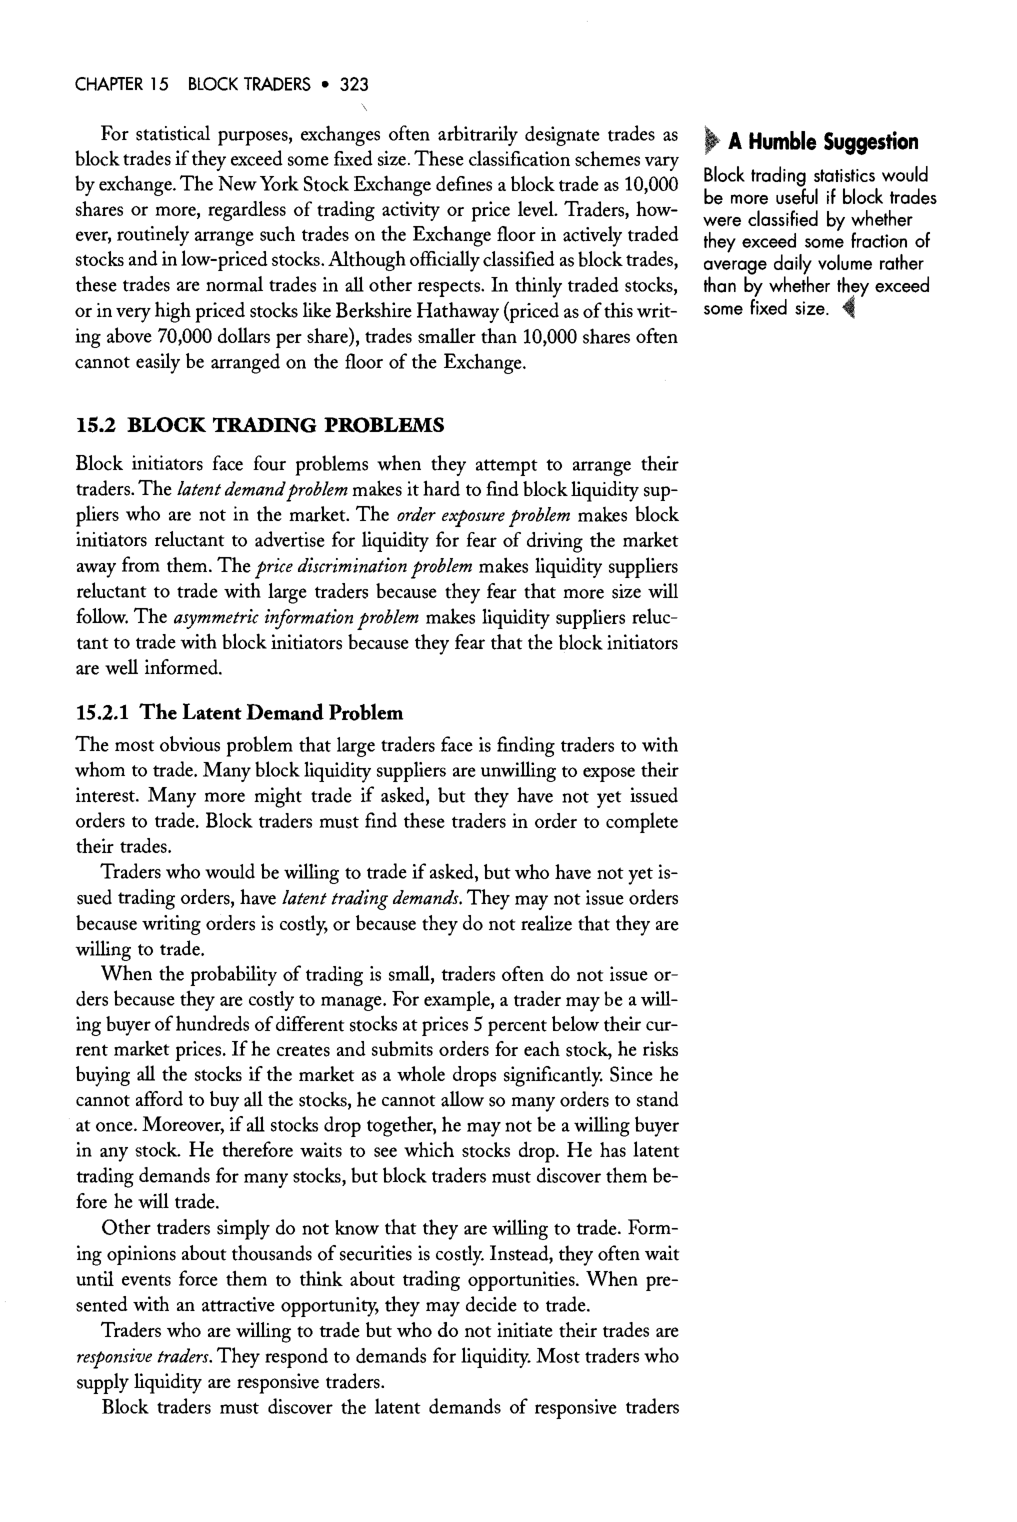 CHAPTER 15 BLOCK TRADERS • 323
For statistical purposes, exchanges often arbitrarily designate trades as
block trades if they exceed some fixed size. These classification schemes vary
by exchange. The New York Stock Exchange defines a block trade as 10,000
shares or more, regardless of trading activity or price level. Traders, how-
ever, routinely arrange such trades on the Exchange floor in actively traded
stocks and in low-priced stocks. Although officially classified as block trades,
these trades are normal trades in all other respects. In thinly traded stocks,
or in very high priced stocks like Berkshire Hathaway (priced as of this writ-
ing above 70,000 dollars per share), trades smaller than 10,000 shares often
cannot easily be arranged on the floor of the Exchange.
A Humble Suggestion
Block trading statistics would
be more useful if block trades
were classified by whether
they exceed some fraction of
average daily volume rather
than by whether they exceed
some fixed size.
15.2 BLOCK TRADING PROBLEMS
Block initiators face four problems when they attempt to arrange their
traders. The latent demand problem makes it hard to find block liquidity sup-
pliers who are not in the market. The order exposure problem makes block
initiators reluctant to advertise for liquidity for fear of driving the market
away from them. The price discrimination problem makes liquidity suppliers
reluctant to trade with large traders because they fear that more size will
follow. The asymmetric information problem makes liquidity suppliers reluc-
tant to trade with block initiators because they fear that the block initiators
are well informed.
15.2.1 The Latent Demand Problem
The most obvious problem that large traders face is finding traders to with
whom to trade. Many block liquidity suppliers are unwilling to expose their
interest. Many more might trade if asked, but they have not yet issued
orders to trade. Block traders must find these traders in order to complete
their trades.
Traders who would be willing to trade if asked, but who have not yet is-
sued trading orders, have latent trading demands. They may not issue orders
because writing orders is costly, or because they do not realize that they are
willing to trade.
When the probability of trading is small, traders often do not issue or-
ders because they are costly to manage. For example, a trader may be a will-
ing buyer of hundreds of different stocks at prices 5 percent below their cur-
rent market prices. If he creates and submits orders for each stock, he risks
buying all the stocks if the market as a whole drops significantly. Since he
cannot afford to buy all the stocks, he cannot allow so many orders to stand
at once. Moreover, if all stocks drop together, he may not be a willing buyer
in any stock. He therefore waits to see which stocks drop. He has latent
trading demands for many stocks, but block traders must discover them be-
fore he will trade.
Other traders simply do not know that they are willing to trade. Form-
ing opinions about thousands of securities is costly. Instead, they often wait
until events force them to think about trading opportunities. When pre-
sented with an attractive opportunity, they may decide to trade.
Traders who are willing to trade but who do not initiate their trades are
responsive traders. They respond to demands for liquidity. Most traders who
supply liquidity are responsive traders.
Block traders must discover the latent demands of responsive traders